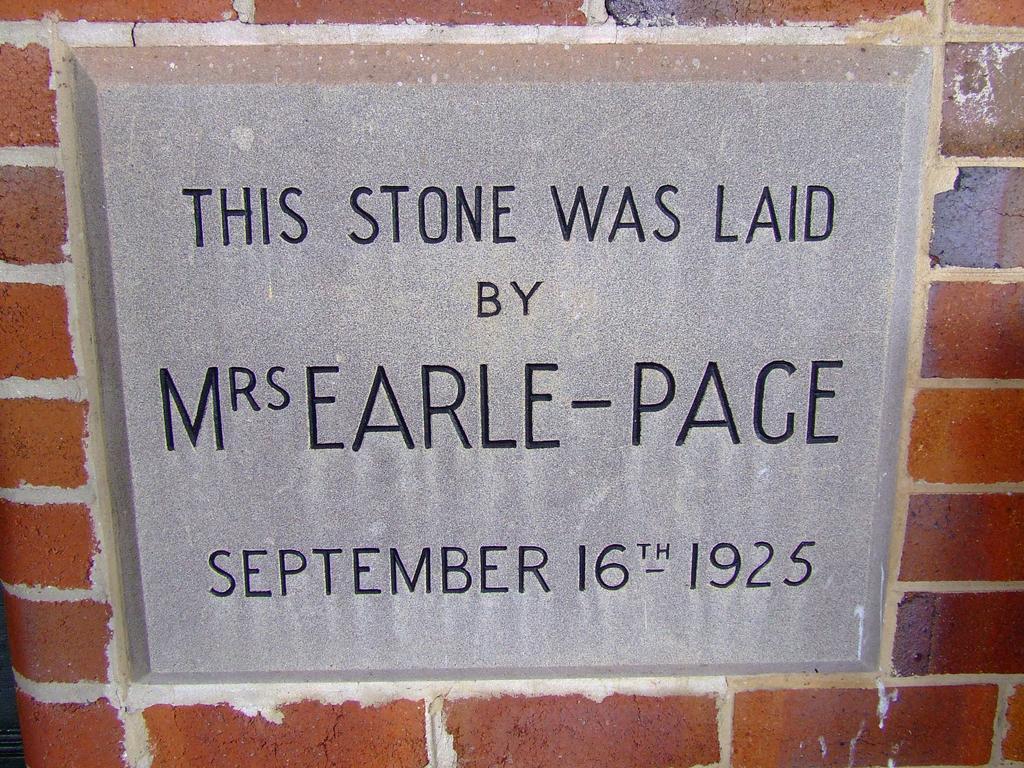 THIS STONE WAS LAID
BY
MRS EARLE-PAGE
SEPTEMBER 16TH 1925